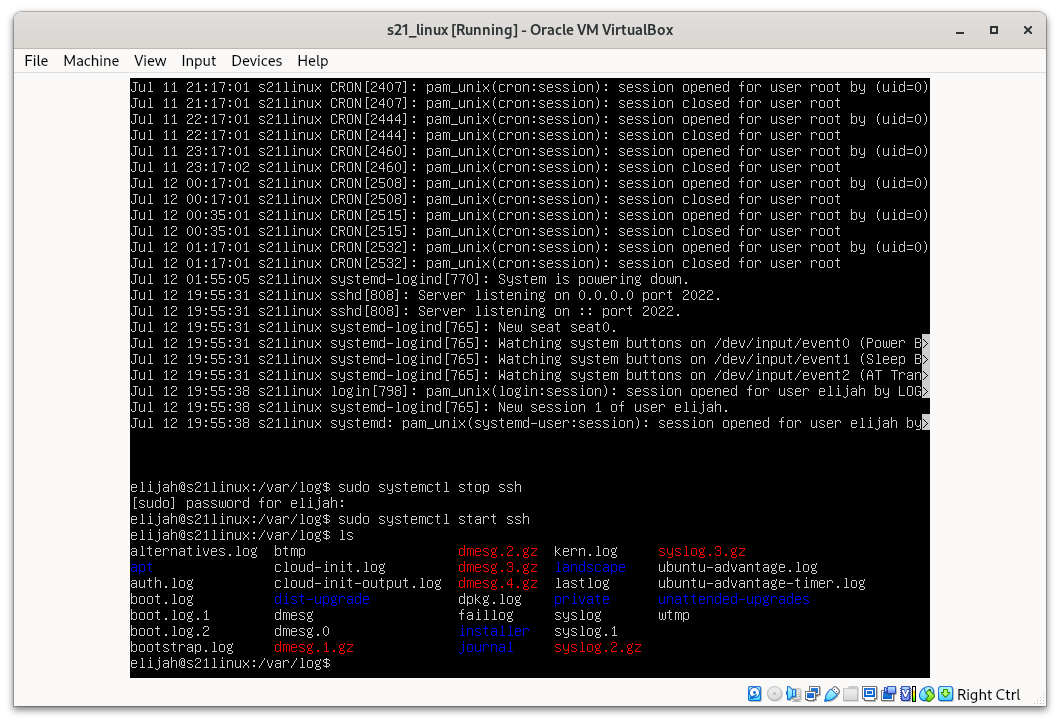 s21_linux [Running] - Oracle VM VirtualBox
File Machine View Input Devices Help
Jul 11 21:17:01 s21linux CRON[2407]: pam_unix(cron:session): session opened for user root by (uid=0)
Jul 11 21:17:01 s21linux CRON[2407]: pam_unix(cron:session): session closed for user root
Jul 11 22:17:01 s21linux CRON[2444]: pam_unix(cron:session): session opened for user root by (uid=0)
Jul 11 22:17:01 s21linux CRON[2444]: pam_unix(cron:session): session closed for user root
Jul 11 23:17:01 s21linux CRON[2460]: pam_unix(cron:session): session opened for user root by (uid=0)
Jul 11 23:17:02 s21linux CRON[2460]: pam_unix(cron:session): session closed for user root
Jul 12 00:17:01 s21linux CRON[2508]: pam_unix(cron:session): session opened for user root by (uid=0)
Jul 12 00:17:01 s21linux CRON[2508]: pam_unix(cron:session): session closed for user root
Jul 12 00:35:01 s21linux CRON[2515]: pam_unix(cron:session): session opened for user root by (uid=0)
Jul 12 00:35:01 s21linux CRON[2515]: pam_unix(cron:session): session closed for user root
Jul 12 01:17:01 s21linux CRON[2532]: pam_unix(cron:session): session opened for user root by (uid=0)
Jul 12 01:17:01 s21linux CRON[2532]: pam_unix(cron:session): session closed for user root
Jul 12 01:55:05 s21linux systemd-logind[770]: System is powering down.
Jul 12 19:55:31 s21linux sshd[808]: Server listening on 0.0.0.0 port 2022.
Jul 12 19:55:31 s21linux sshd[808]: Server listening on :: port 2022.
Jul 12 19:55:31 s21linux systemd-logind[765]: New seat seat0.
Jul 12 19:55:31 s21linux systemd-logind[765]: Watching system buttons on /dev/input/event0 (Power B>
Jul 12 19:55:31 s21linux systemd-logind[765]: Watching system buttons on /dev/input/event1 (Sleep B>
Jul 12 19:55:31 s21linux systemd-logind[765]: Watching system buttons on /dev/input/event2 (AT Tran>
Jul 12 19:55:38 s21linux login[798]: pam_unix(login:session): session opened for user elijah by LOG>
Jul 12 19:55:38 s21linux systemd-logind[765]: New session 1 of user elijah.
Jul 12 19:55:38 s21linux systemd: pam_unix(systemd-user:session): session opened for user elijah by>
elijah@s21linux:/var/log$ sudo systemctl stop ssh
[sudo] password for elijah:
elijah@s21linux:/var/log$ sudo systemctl start ssh
elijah@s21linux:/var/log$ ls
alternatives.log btmp dmesg.2.gz kern.log syslog.3.gz
apt cloud-init.log dmesg.3.gz landscape ubuntu-advantage.log
auth.log cloud-init-output.log dmesg.4.gz lastlog ubuntu-advantage-timer.log
boot.log dist-upgrade dpkg.log private unattended-upgrades
boot.log.1 dmesg faillog syslog wtmp
boot.log.2 dmesg.0 installer syslog.1
bootstrap.log dmesg.1.gz journal syslog.2.gz
elijah@s21linux:/var/log$
Right Ctrl